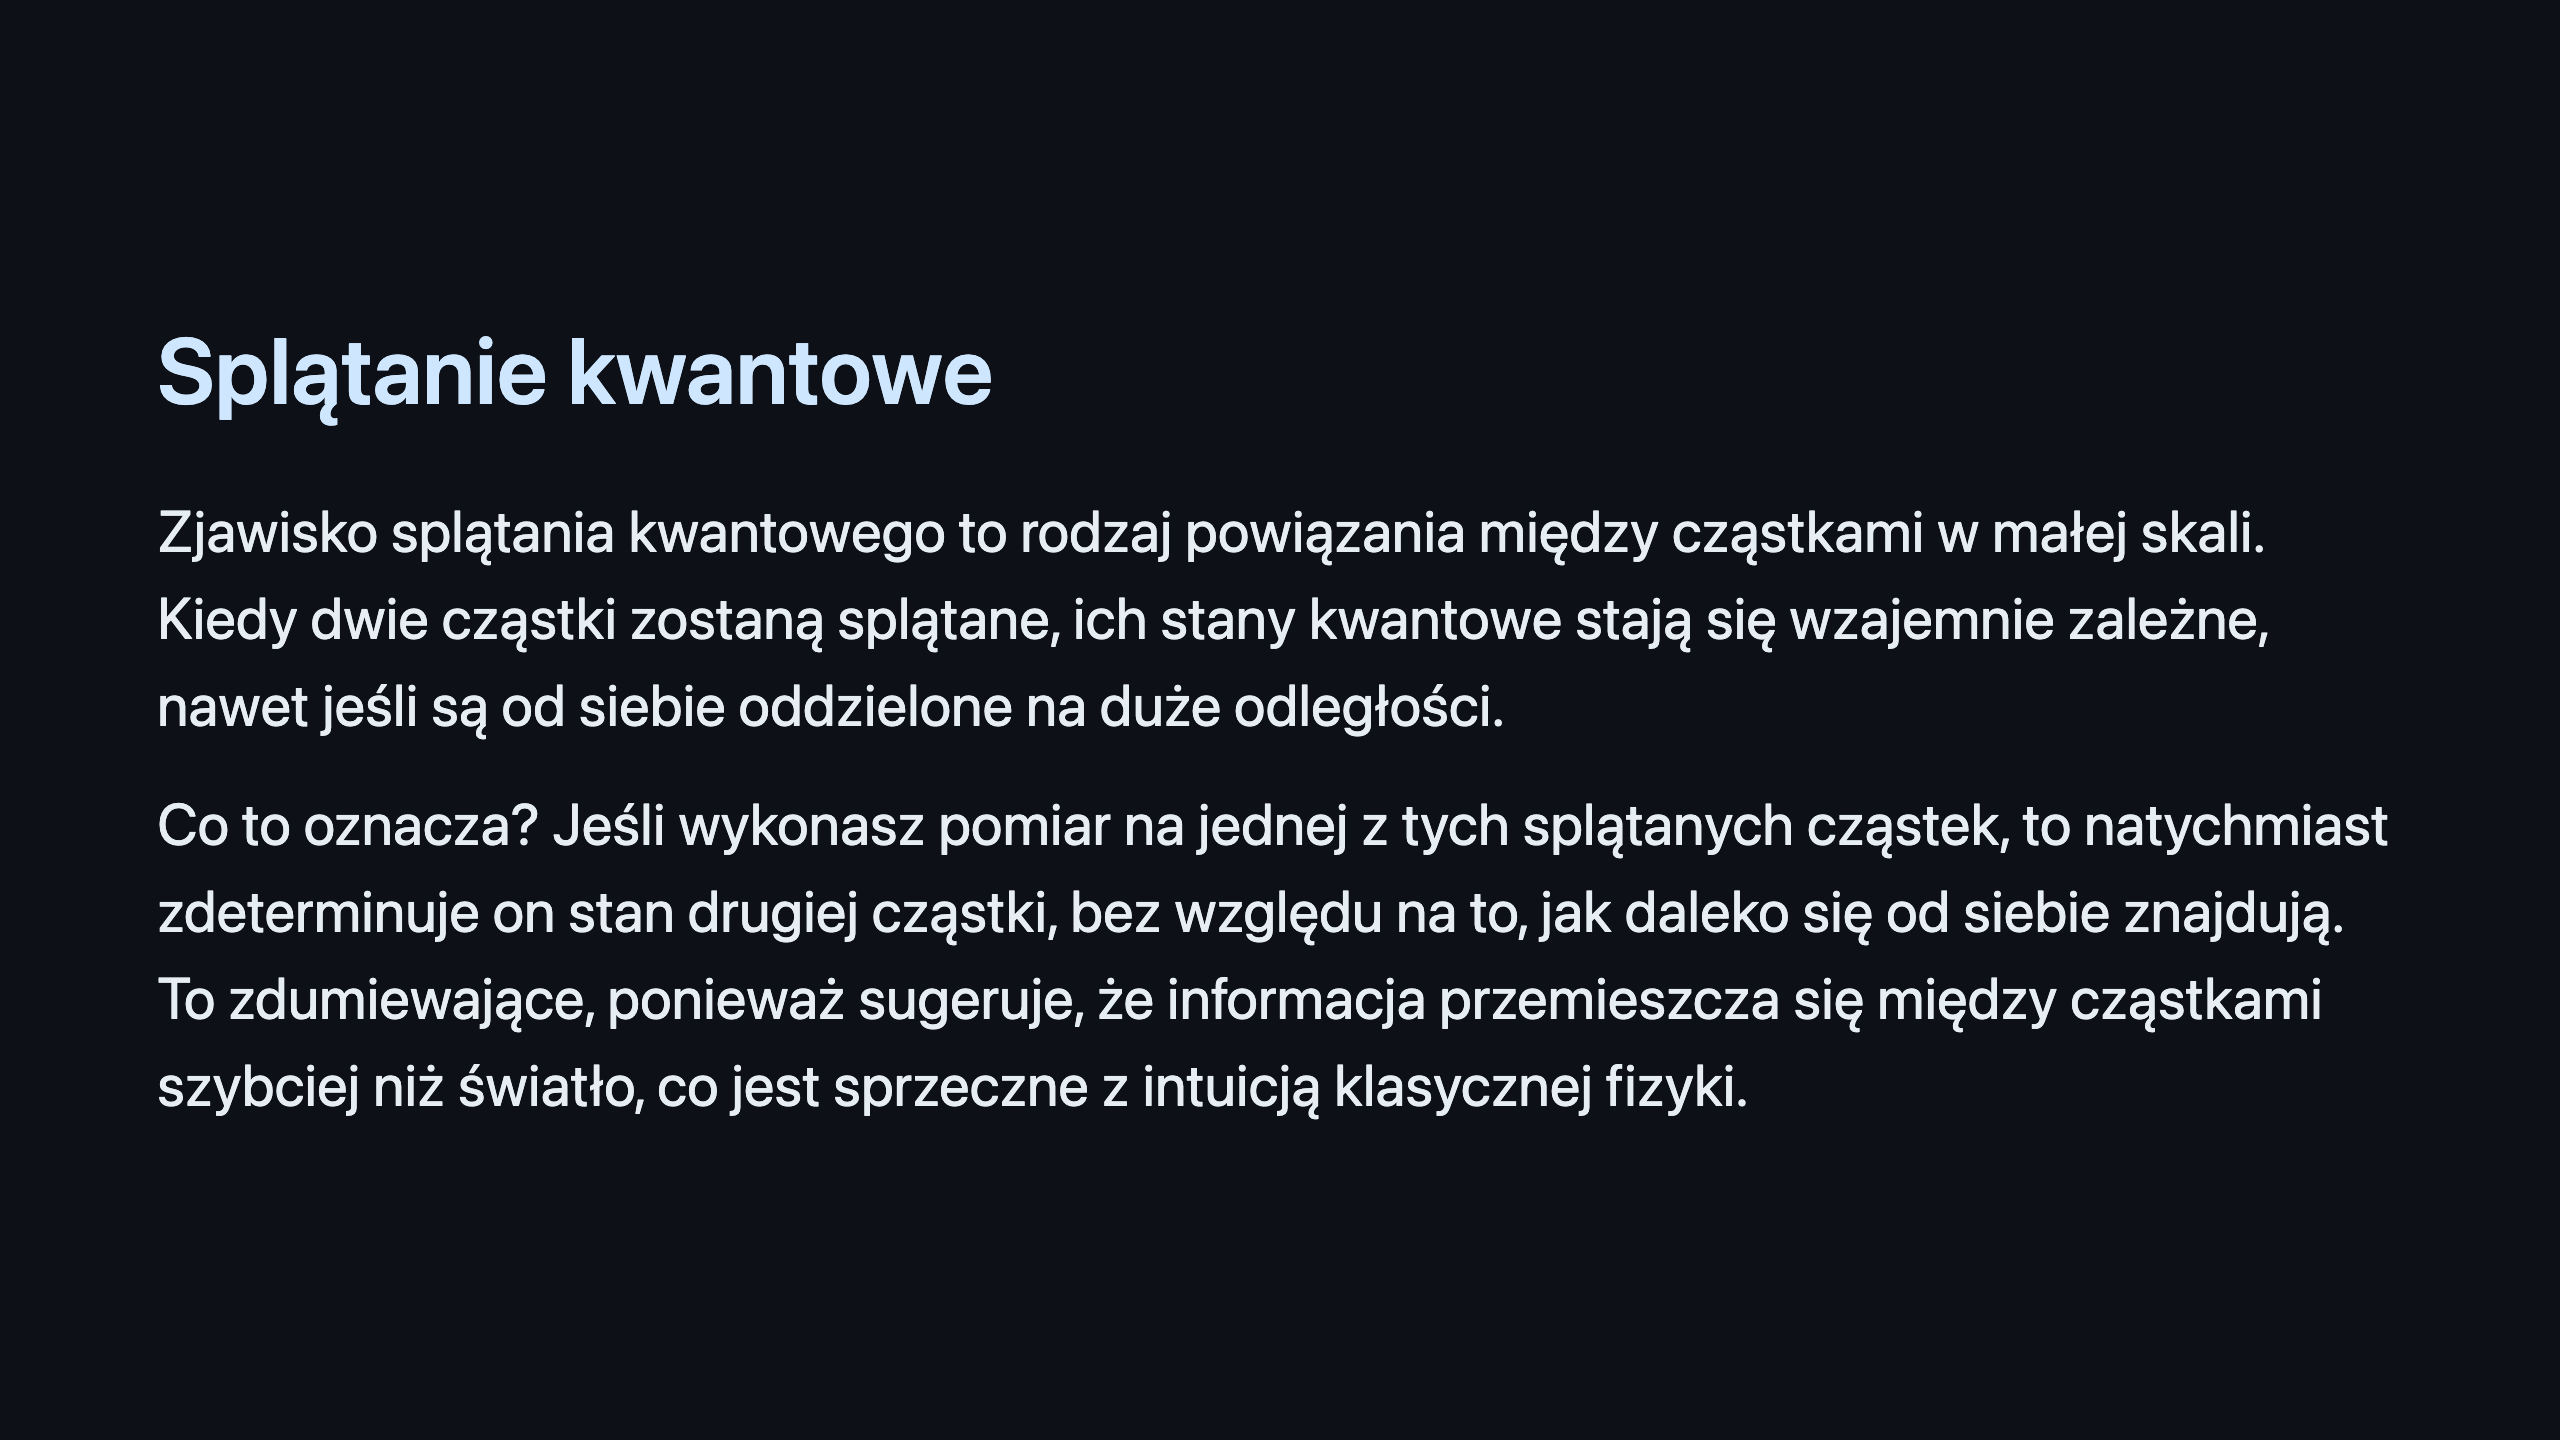 Splątanie kwantowe
Zjawisko splątania kwantowego to rodzaj powiązania między cząstkami w małej skali.
Kiedy dwie cząstki zostaną splątane, ich stany kwantowe stają się wzajemnie zależne,
nawet jeśli są od siebie oddzielone na duże odległości.
Co to oznacza? Jeśli wykonasz pomiar na jednej z tych splątanych cząstek, to natychmiast
zdeterminuje on stan drugiej cząstki, bez względu na to, jak daleko się od siebie znajdują.
To zdumiewające, ponieważ sugeruje, że informacja przemieszcza się między cząstkami
szybciej niż światło, co jest sprzeczne z intuicją klasycznej fizyki.